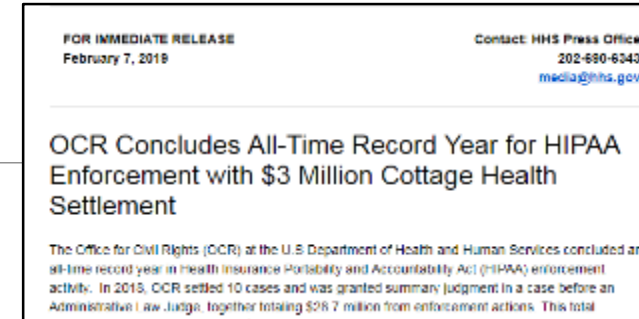 FOR IMMEDIATE RELEASE
February 7, 2019
Contact: HHS Press Office
202-690-6343
media@hhs.gov
OCR Concludes All-Time Record Year for HIPAA
Enforcement with $3 Million Cottage Health
Settlement
The Office for Civil Rights (OCR) at the U.S Department of Health and Human Services concluded an
all-time record year in Health Insurance Portability and Accountability Act (HIPAA) enforcement
activity. In 2018, OCR settled 10 cases and was granted summary judgment in a case before an
Administrative Law Judge, together totaling $28.7 million from enforcement actions. This total